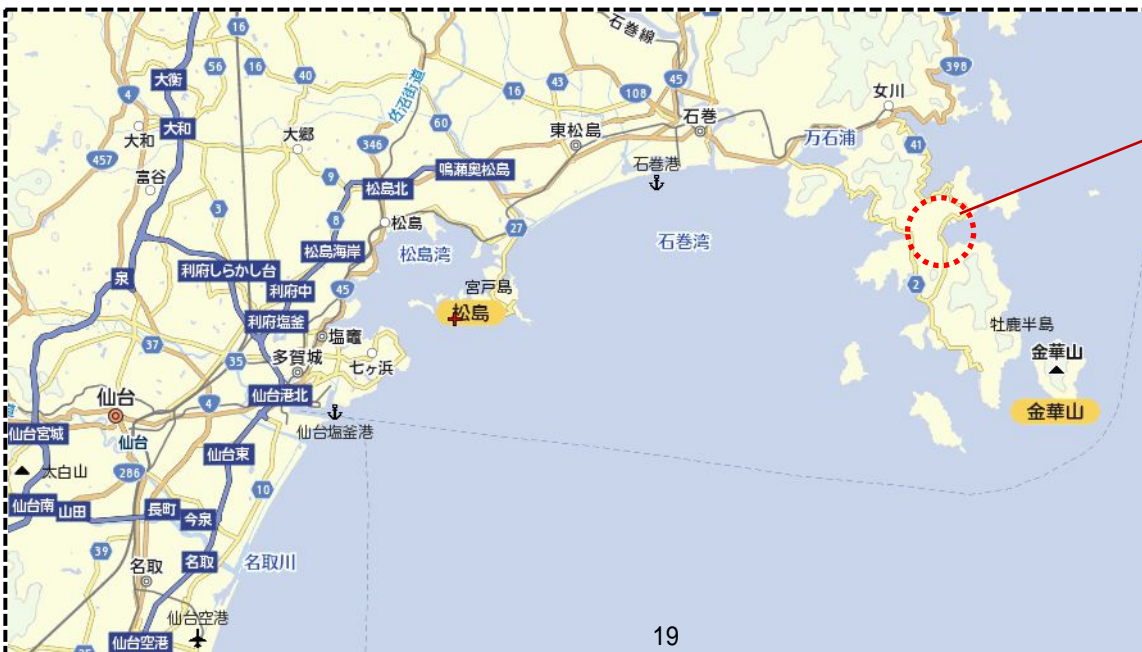 16
石巻線
大衡
56
16
40
佐沼街道
43
16
45
398
4
108
女川
大和
大和
大郷
60
東松島
石巻
万石浦
346
41
457
富谷
9
松島北
鳴瀬奥松島
石巻港
3
8
松島
27
石巻湾
松島海岸
松島湾
泉
利府しらかし台
利府中
45
宮戸島
2
松島
利府塩釜
塩竈
牡鹿半島
37
35
多賀城
七ヶ浜
金華山
仙台
4
仙台港北
金華山
仙台宮城
仙台
仙台塩釜港
仙台東
太白山
286
10
仙台南
山田
長町
今泉
39
名取
名取
名取川
仙台空港
仙台空港
19